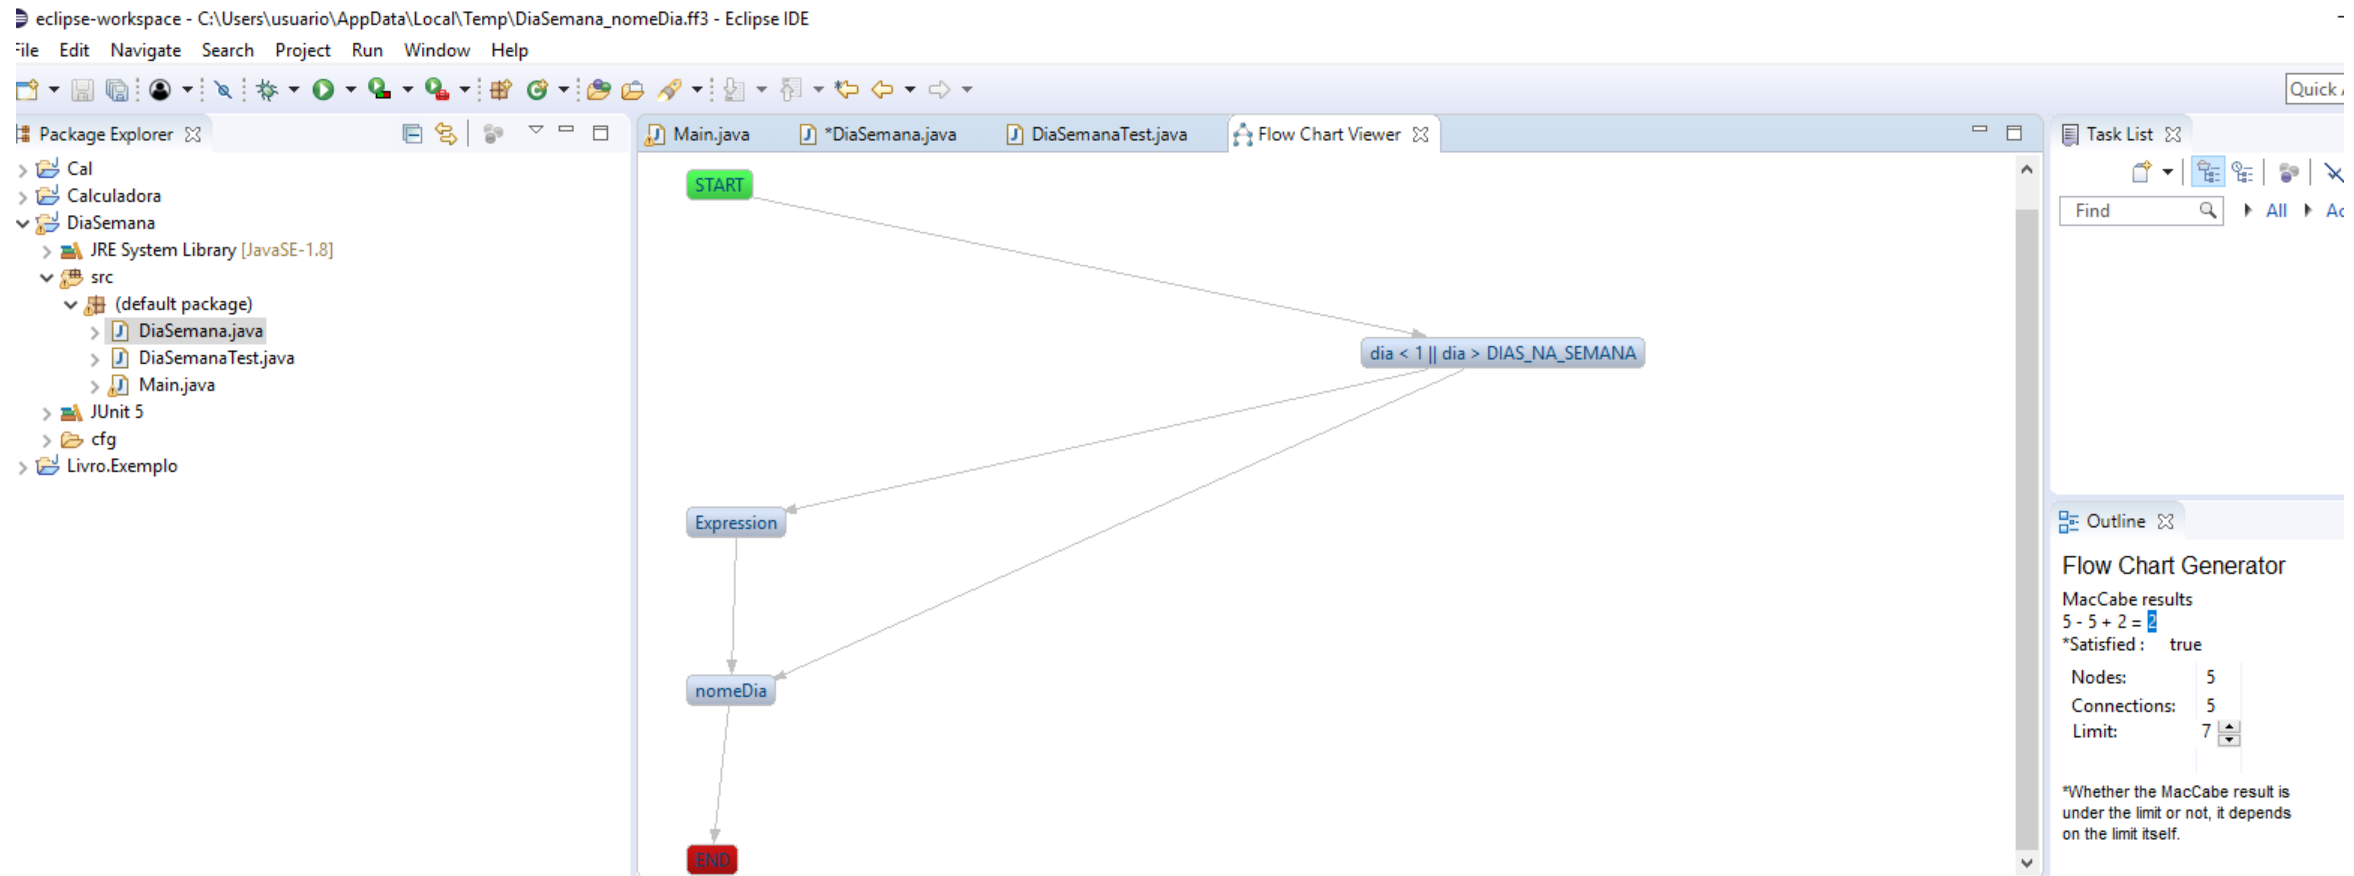 eclipse-workspace - C:\Users\usuario\AppData\Local\Temp\DiaSemana_nomeDia.ff3 - Eclipse IDE
File Edit Navigate Search Project Run Window Help
Quick
Package Explorer
Cal
Calculadora
DiaSemana
JRE System Library [JavaSE-1.8]
src
(default package)
DiaSemana.java
DiaSemanaTest.java
Main.java
JUnit 5
cfg
Livro.Exemplo
Main.java *DiaSemana.java DiaSemanaTest.java Flow Chart Viewer
START
dia < 1 || dia > DIAS_NA_SEMANA
Expression
nomeDia
END
Task List
Find All Ac
Outline
Flow Chart Generator
MacCabe results
5 - 5 + 2 = 2
*Satisfied : true
Nodes: 5
Connections: 5
Limit: 7
*Whether the MacCabe result is
under the limit or not, it depends
on the limit itself.